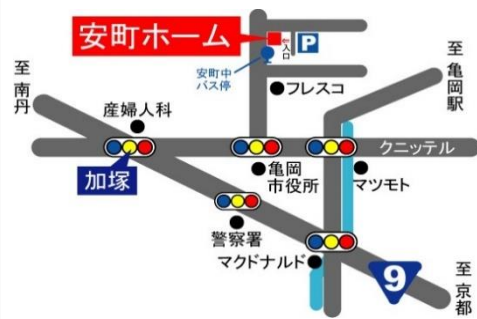 安町ホーム
入口
P
至
亀岡駅
安町中
バス停
フレスコ
至
南丹
産婦人科
クニッテル
加塚
亀岡
市役所
マツモト
警察署
マクドナルド
9
至
京都